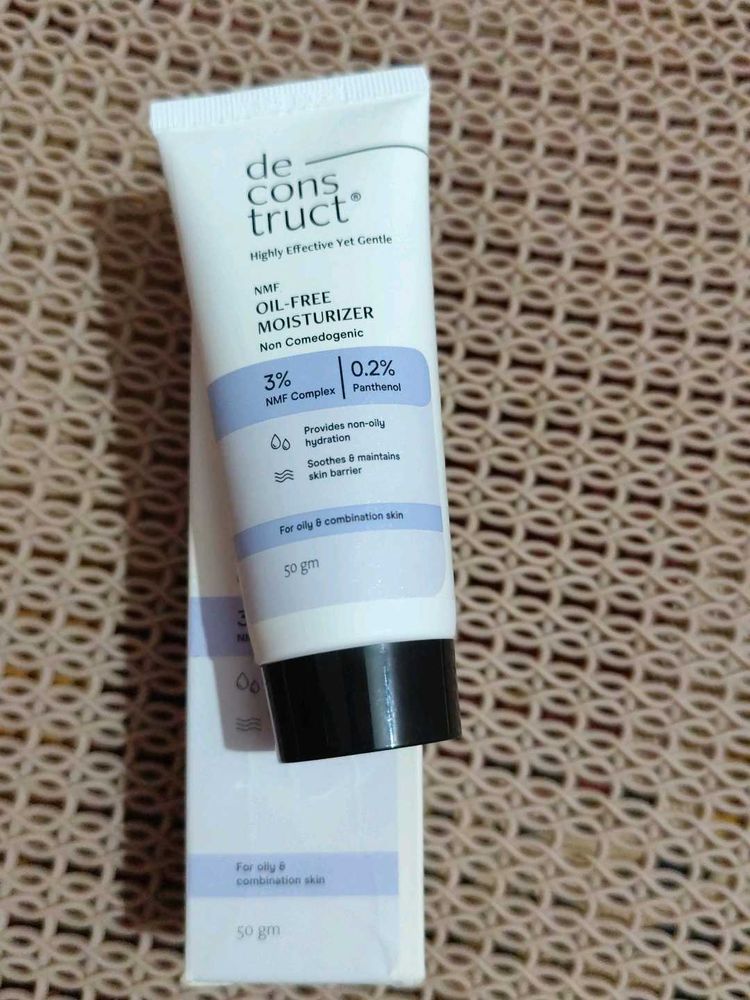 de
cons
truct®
Highly Effective Yet Gentle
NMF
OIL-FREE
MOISTURIZER
Non Comedogenic
3%
NMF Complex
0.2%
Panthenol
Provides non-oily
hydration
Soothes & maintains
skin barrier
For oily & combination skin
50 gm
For oily &
combination skin
50 gm